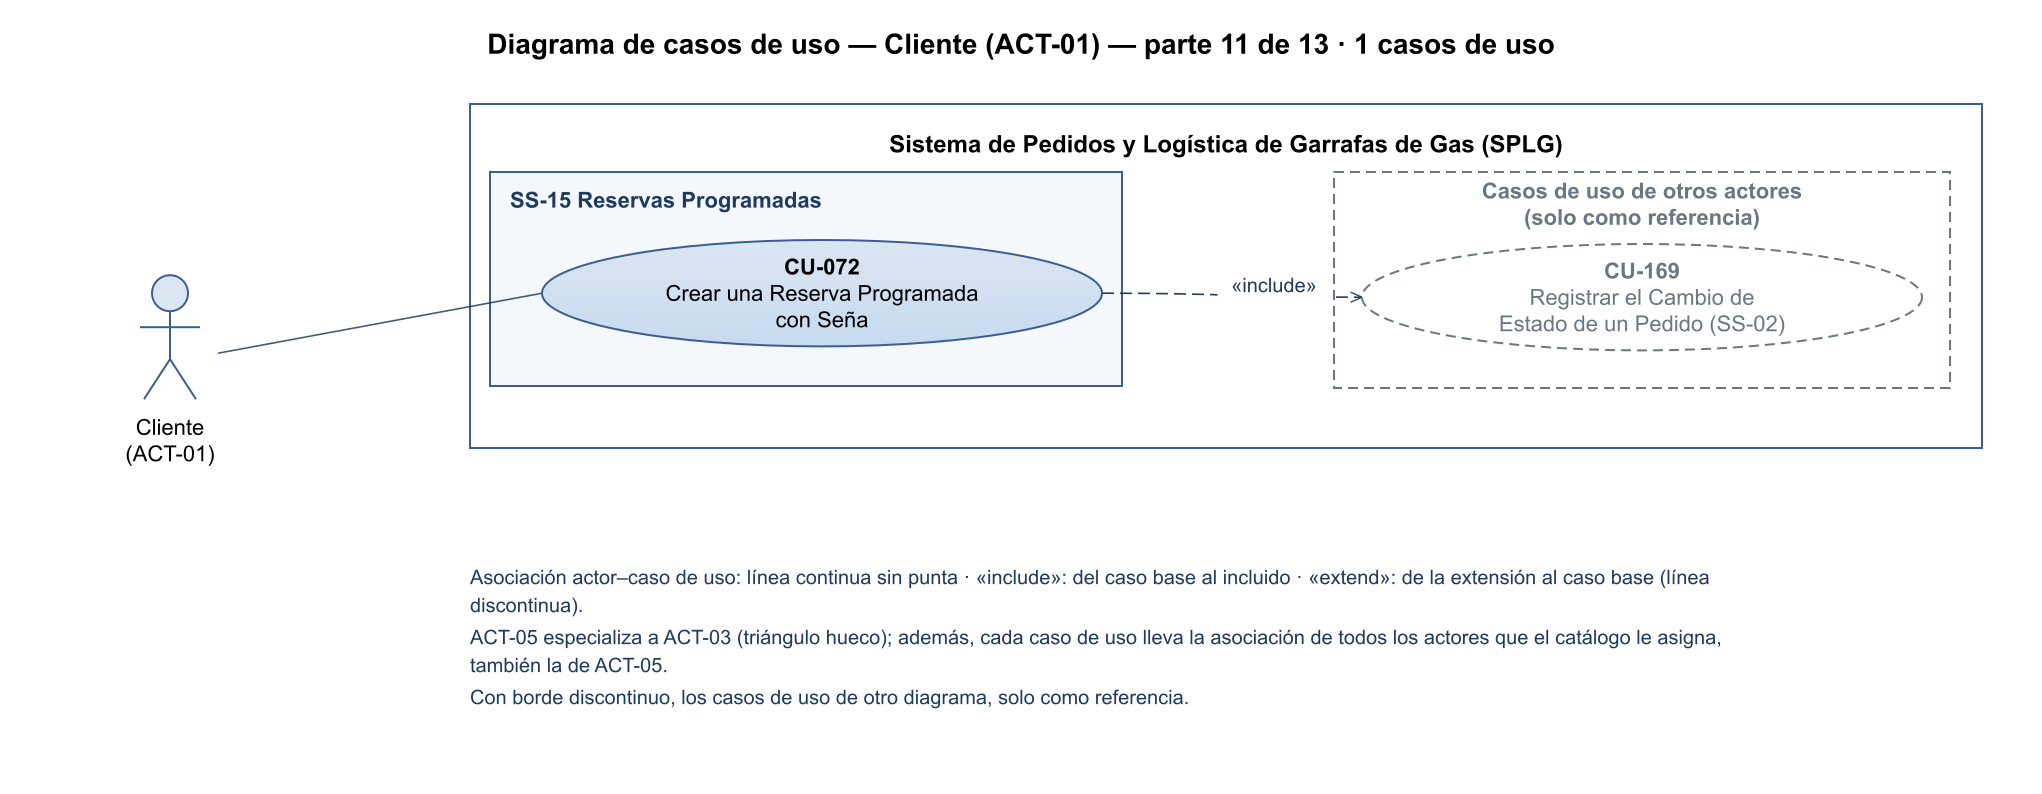 Diagrama de casos de uso — Cliente (ACT-01) — parte 11 de 13 · 1 casos de uso
Sistema de Pedidos y Logística de Garrafas de Gas (SPLG)
SS-15 Reservas Programadas
CU-072
Crear una Reserva Programada
con Seña
«include»
Casos de uso de otros actores
(solo como referencia)
CU-169
Registrar el Cambio de
Estado de un Pedido (SS-02)
Cliente
(ACT-01)
Asociación actor–caso de uso: línea continua sin punta · «include»: del caso base al incluido · «extend»: de la extensión al caso base (línea
discontinua).
ACT-05 especializa a ACT-03 (triángulo hueco); además, cada caso de uso lleva la asociación de todos los actores que el catálogo le asigna,
también la de ACT-05.
Con borde discontinuo, los casos de uso de otro diagrama, solo como referencia.